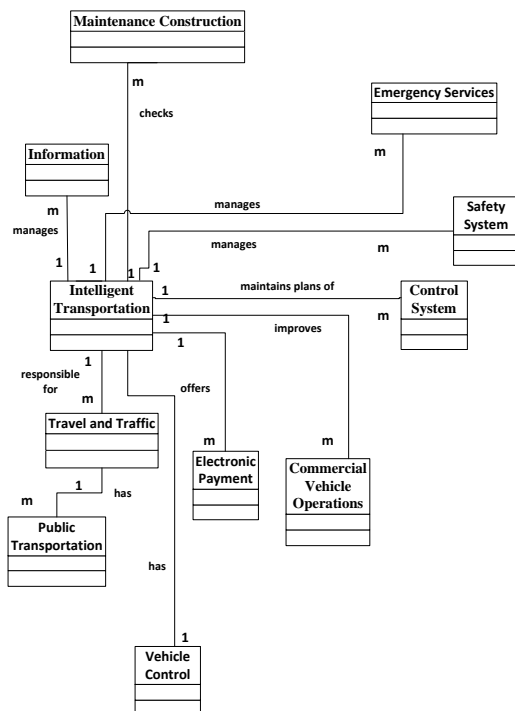 Maintenance Construction
m
checks
Emergency Services
m
Information
m
manages
manages
Safety
System
manages
m
1
1
1
1
Intelligent
Transportation
1
maintains plans of
Control
System
m
1
improves
1
1
responsible
for
offers
m
Travel and Traffic
m
m
Electronic
Payment
Commercial
Vehicle
Operations
1
has
m
Public
Transportation
has
1
Vehicle
Control